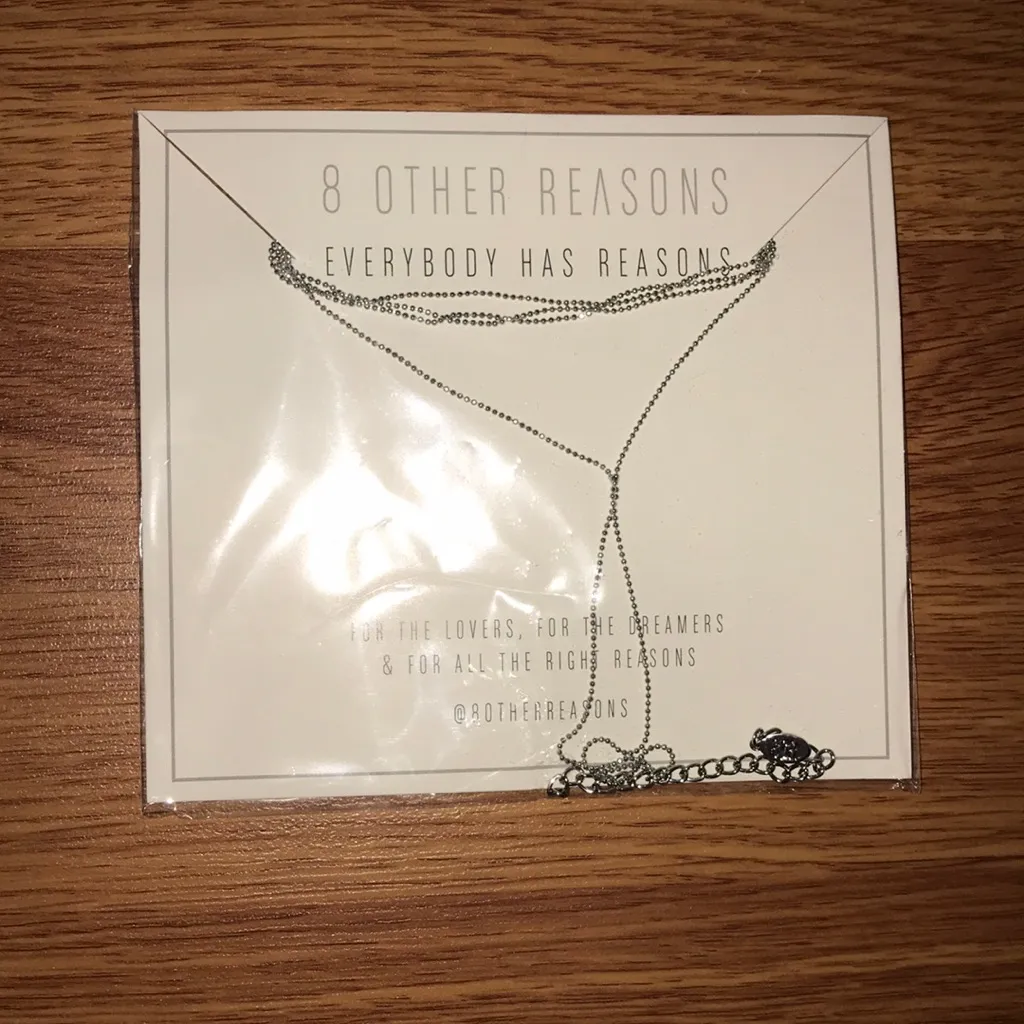 8 OTHER REASONS
EVERYBODY HAS REASONS
FOR THE LOVERS, FOR THE DREAMERS
& FOR ALL THE RIGHT REASONS
@8OTHERREASONS